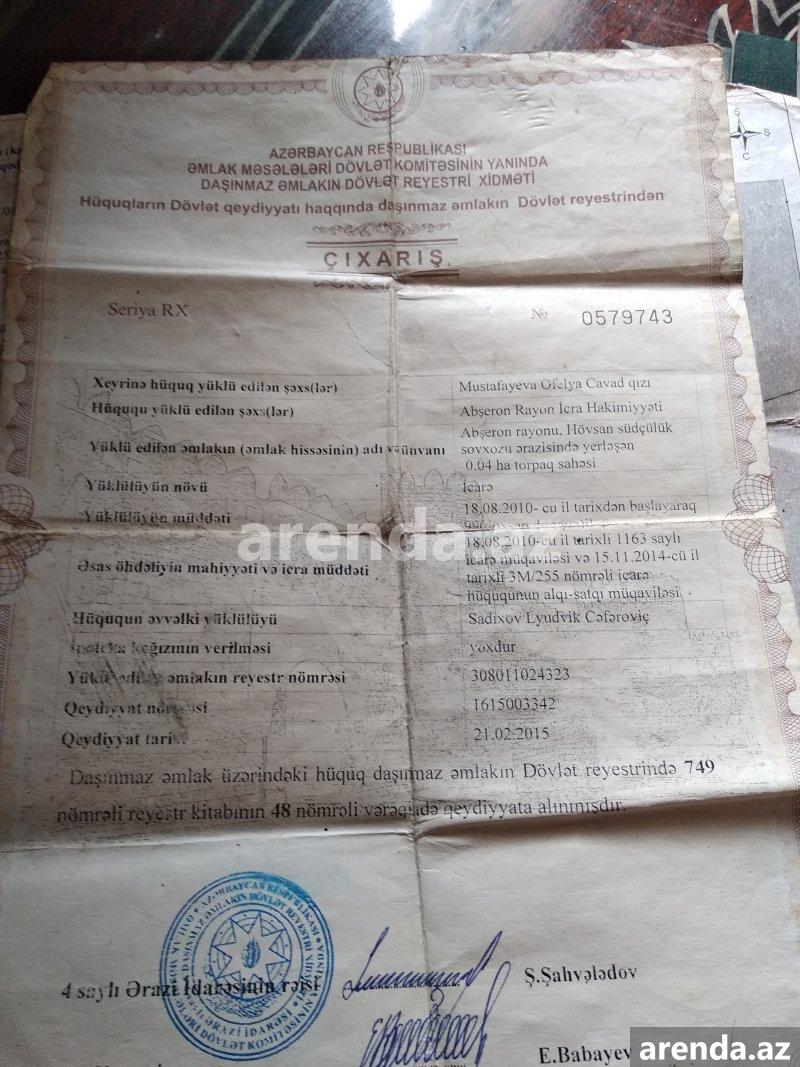 AZƏRBAYCAN RESPUBLİKASI
ƏMLAK MƏSƏLƏLƏRİ DÖVLƏT KOMİTƏSİNİN YANINDA
DAŞINMAZ ƏMLAKIN DÖVLƏT REYESTRİ XİDMƏTİ
Hüquqların Dövlət qeydiyyatı haqqında daşınmaz əmlakın Dövlət reyestrindən
ÇIXARIŞ
Seriya RX № 0579743
Xeyrinə hüquq yüklü edilən şəxs(lər) Mustafayeva Ofelya Cavad qızı
Hüququ yüklü edilən şəxs(lər) Abşeron Rayon İcra Hakimiyyəti
Yüklü edilən əmlakın (əmlak hissəsinin) adı və ünvanı Abşeron rayonu, Hövsan südçülük
sovxozu ərazisində yerləşən
0.04 ha torpaq sahəsi
Yüklülüyün növü İcarə
Yüklülüyün müddəti 18.08.2010- cu il tarixdən başlayaraq
Əsas öhdəliyin mahiyyəti və icra müddəti 18.08.2010-cu il tarixli 1163 saylı
icarə müqaviləsi və 15.11.2014-cü il
tarixli 3M/255 nömrəli icarə
hüququnun alqı-satqı müqaviləsi
Hüququn əvvəlki yüklülüyü Sadıxov Lyudvik Cəfəroviç
kağızının verilməsi yoxdur
əmlakın reyestr nömrəsi 308011024323
Qeydiyyat 1615003342
Qeydiyyat 21.02.2015
Daşınmaz əmlak üzərindəki hüquq daşınmaz əmlakın Dövlət reyestrində 749
nömrəli reyestr kitabının 48 nömrəli vərəqində qeydiyyata alınmışdır.
4 saylı Ərazi İdarəsinin rəisi Ş.Şahvələdov
E.Babayev
arenda.az
arenda.az